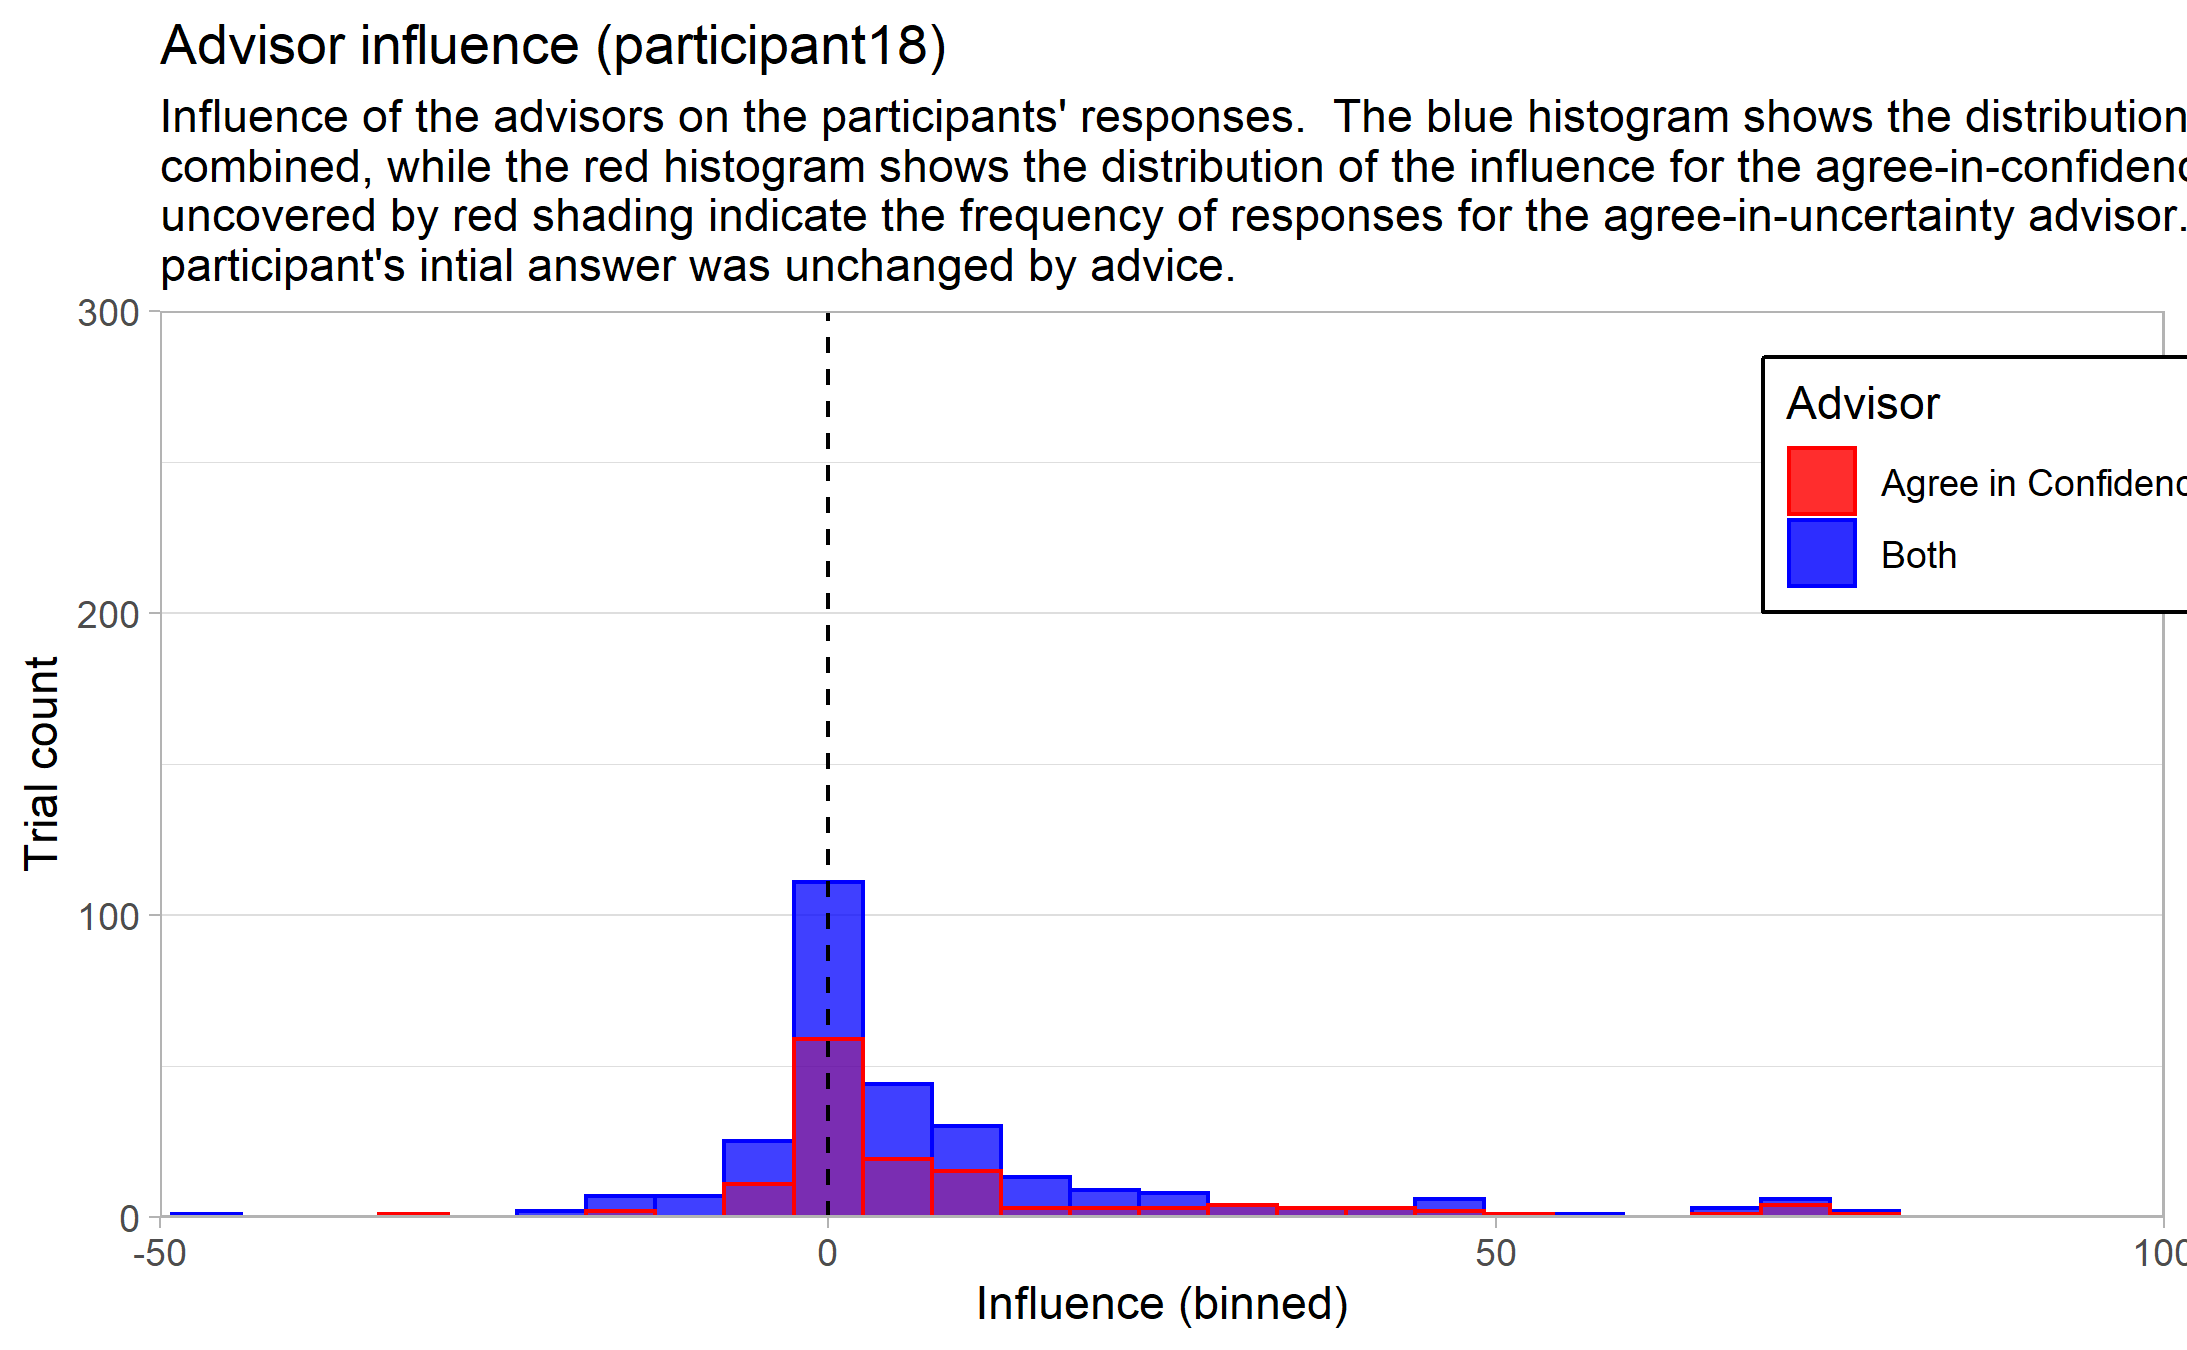 Advisor influence (participant18)
Influence of the advisors on the participants' responses.  The blue histogram shows the distribution
combined, while the red histogram shows the distribution of the influence for the agree-in-confidenc
uncovered by red shading indicate the frequency of responses for the agree-in-uncertainty advisor.
participant's intial answer was unchanged by advice.
300
200
100
0
Trial count
Advisor
Agree in Confidenc
Both
-50
0
50
100
Influence (binned)